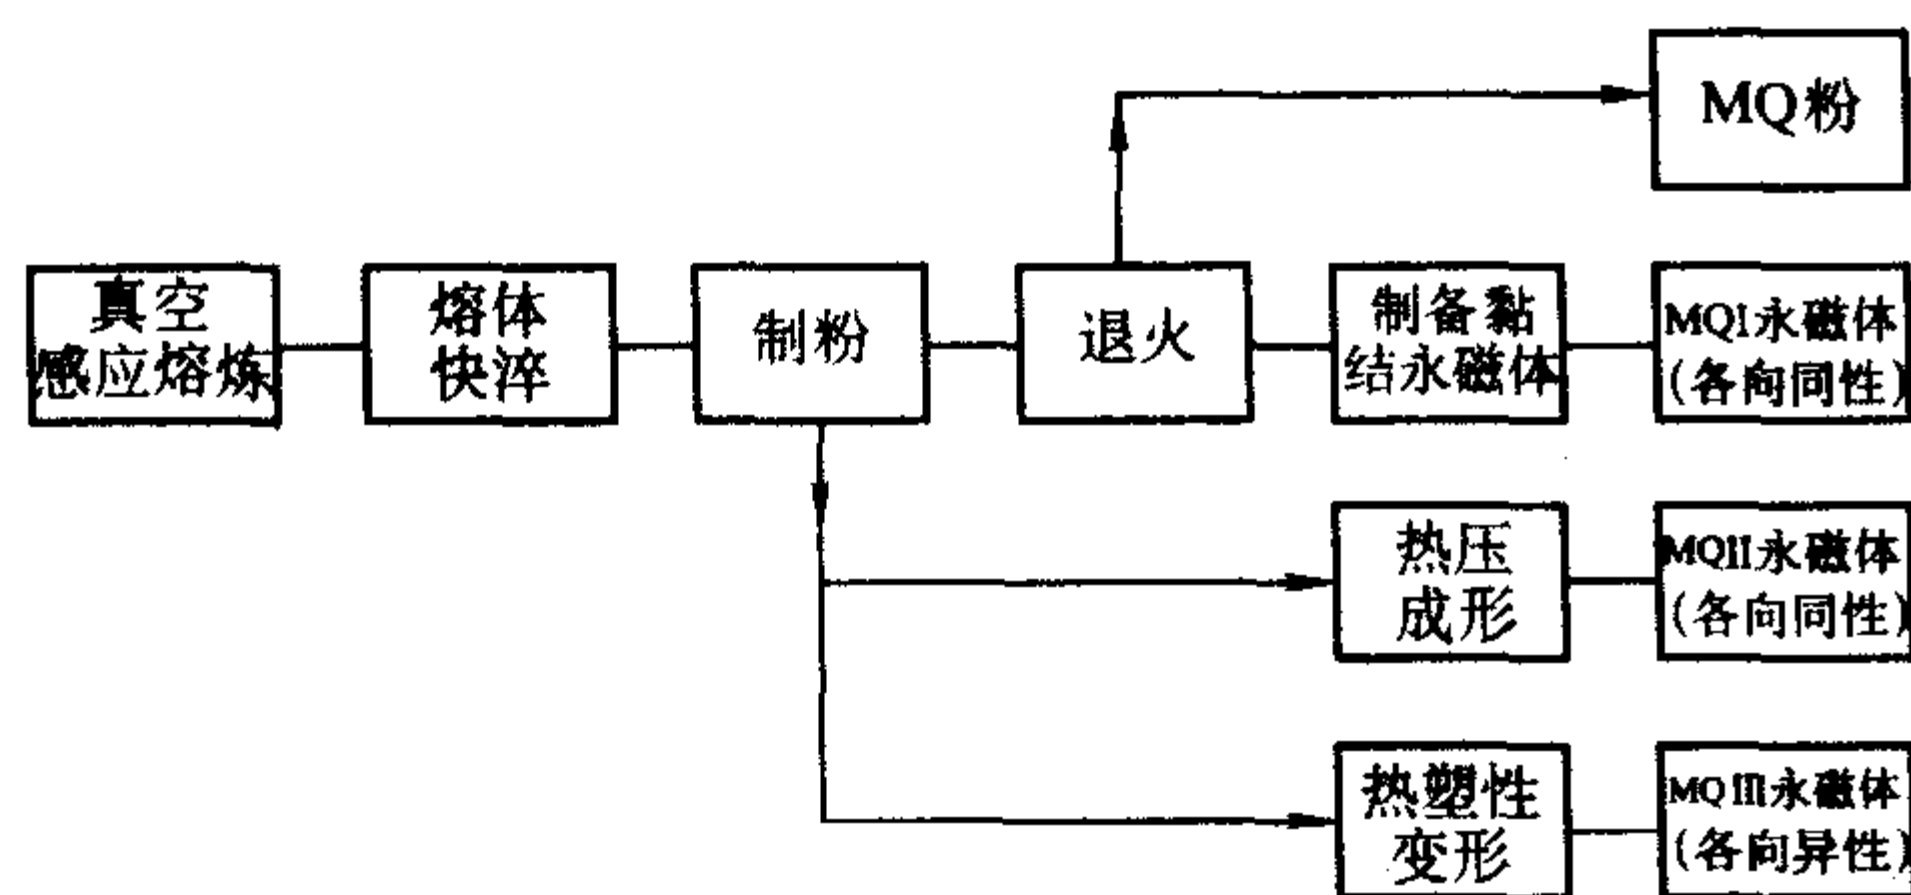 MQ粉
真空
感应熔炼
熔体
快淬
制粉
退火
制备黏
结永磁体
MQI永磁体
(各向同性)
热压
成形
MQII永磁体
(各向同性)
热塑性
变形
MQIII永磁体
(各向异性)